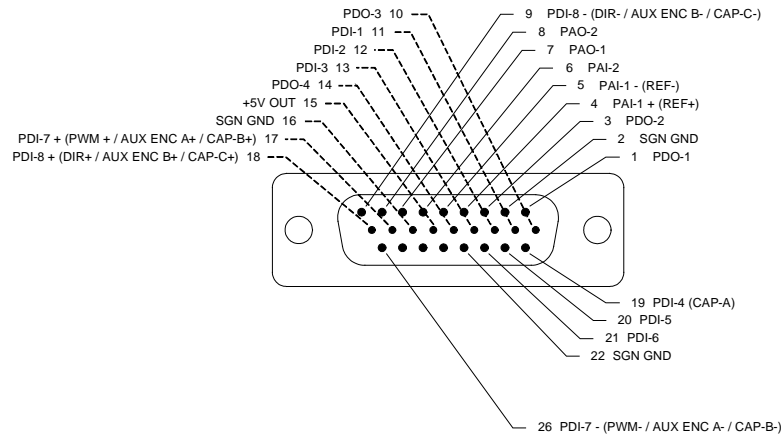 PDO-3 10
PDI-1 11
PDI-2 12
PDI-3 13
PDO-4 14
+5V OUT 15
SGN GND 16
PDI-7 + (PWM + / AUX ENC A+ / CAP-B+) 17
PDI-8 + (DIR+ / AUX ENC B+ / CAP-C+) 18
9 PDI-8 - (DIR- / AUX ENC B- / CAP-C-)
8 PAO-2
7 PAO-1
6 PAI-2
5 PAI-1 - (REF-)
4 PAI-1 + (REF+)
3 PDO-2
2 SGN GND
1 PDO-1
19 PDI-4 (CAP-A)
20 PDI-5
21 PDI-6
22 SGN GND
26 PDI-7 - (PWM- / AUX ENC A- / CAP-B-)